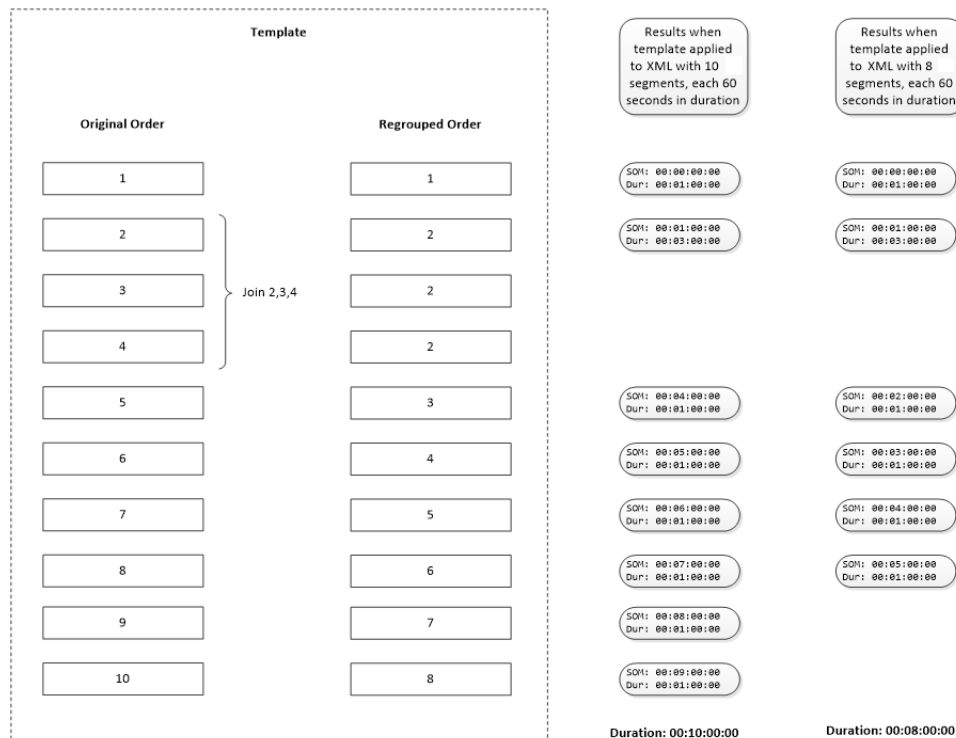 Template
Results when
template applied
to XML with 10
segments, each 60
seconds in duration
Results when
template applied
to XML with 8
segments, each 60
seconds in duration
Original Order
Regrouped Order
1
1
SOM: 00:00:00:00
Dur: 00:01:00:00
SOM: 00:00:00:00
Dur: 00:01:00:00
2
2
SOM: 00:01:00:00
Dur: 00:03:00:00
SOM: 00:01:00:00
Dur: 00:03:00:00
3
Join 2,3,4
2
4
2
5
3
SOM: 00:04:00:00
Dur: 00:01:00:00
SOM: 00:02:00:00
Dur: 00:01:00:00
6
4
SOM: 00:05:00:00
Dur: 00:01:00:00
SOM: 00:03:00:00
Dur: 00:01:00:00
7
5
SOM: 00:06:00:00
Dur: 00:01:00:00
SOM: 00:04:00:00
Dur: 00:01:00:00
8
6
SOM: 00:07:00:00
Dur: 00:01:00:00
SOM: 00:05:00:00
Dur: 00:01:00:00
9
7
SOM: 00:08:00:00
Dur: 00:01:00:00
10
8
SOM: 00:09:00:00
Dur: 00:01:00:00
Duration: 00:10:00:00
Duration: 00:08:00:00